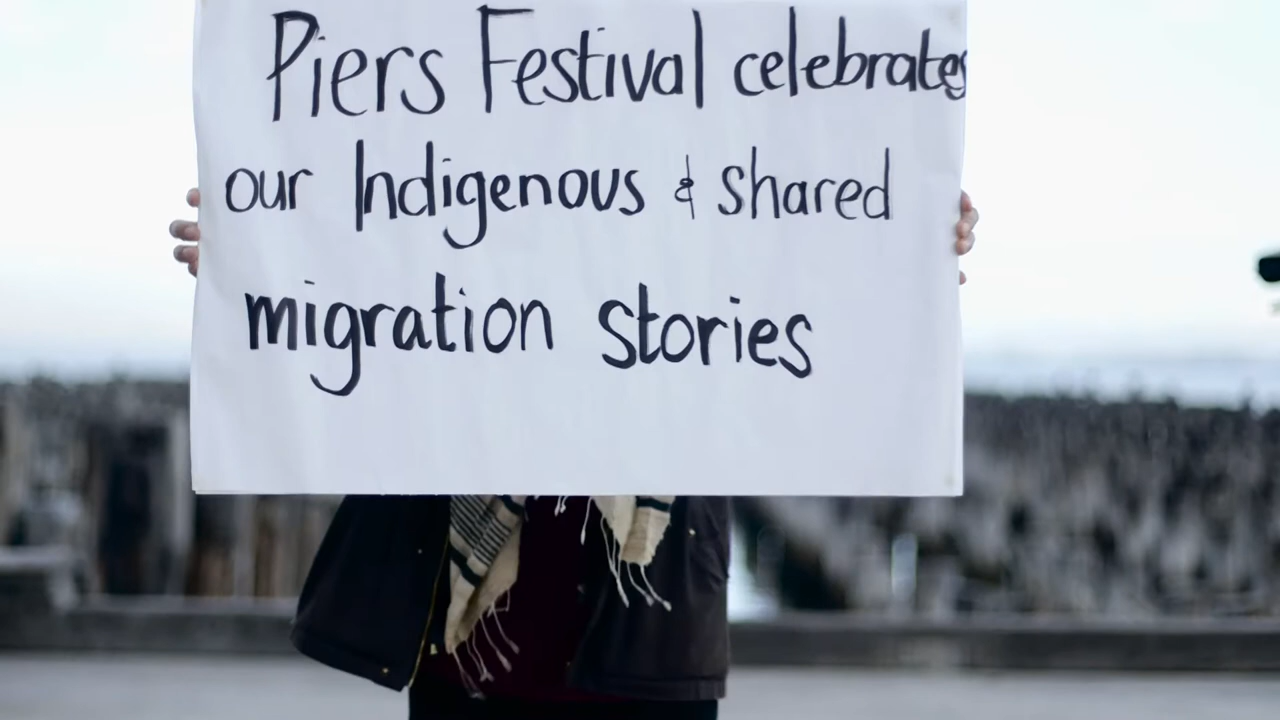 Piers Festival celebrates
our Indigenous & shared
migration stories